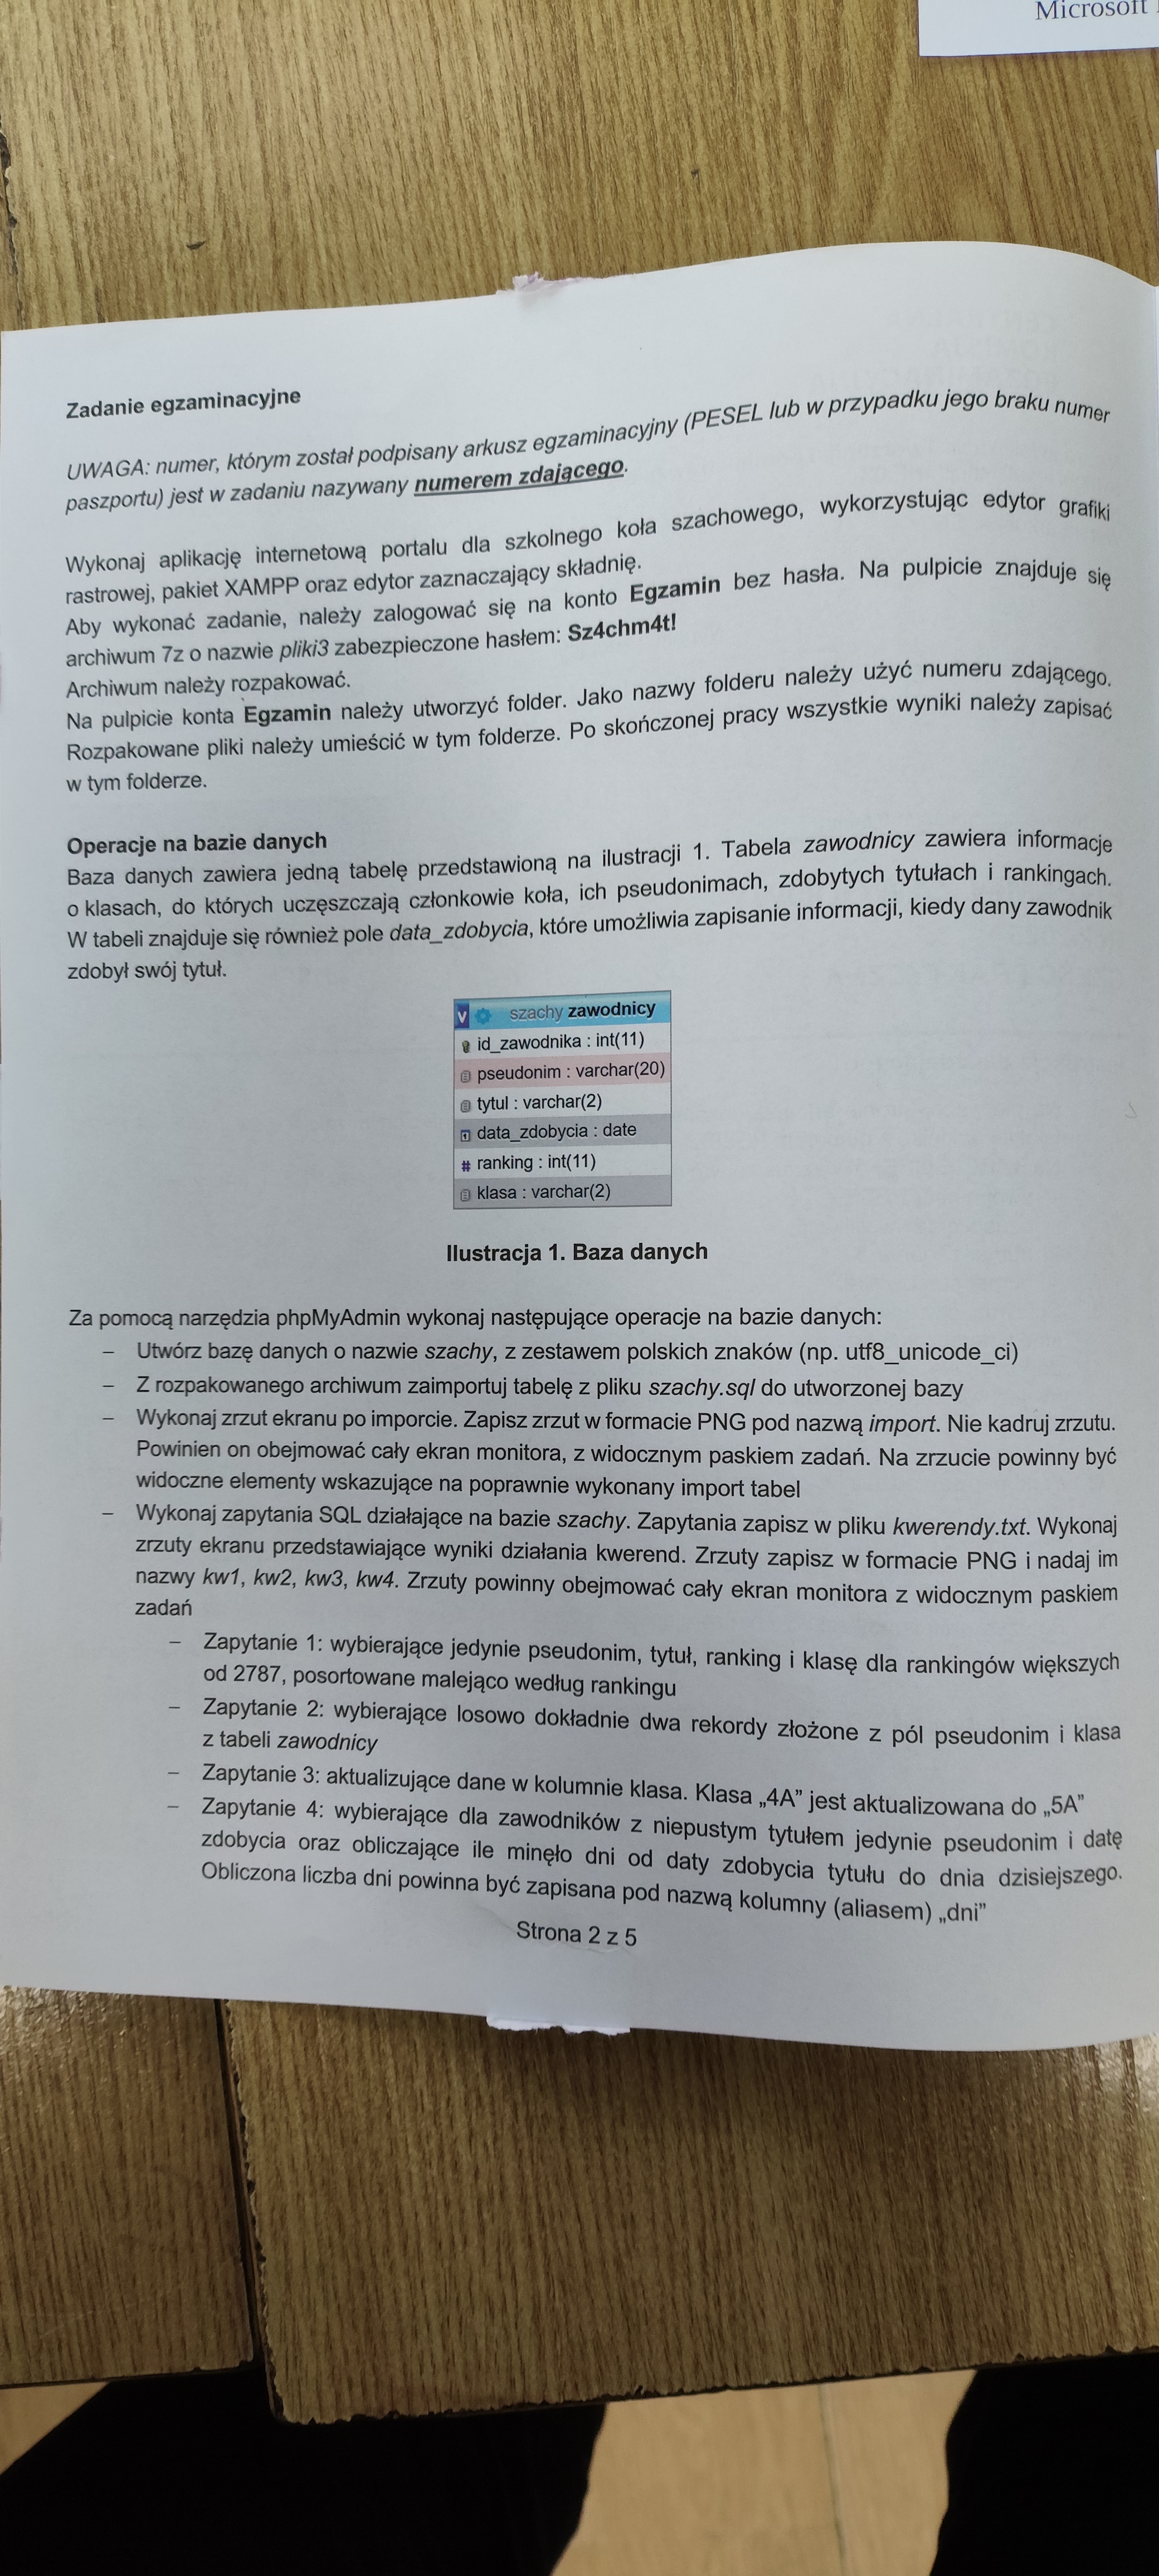 Microsoft
Zadanie egzaminacyjne
UWAGA: numer, którym został podpisany arkusz egzaminacyjny (PESEL lub w przypadku jego braku numer
paszportu) jest w zadaniu nazywany numerem zdającego.
Wykonaj aplikację internetową portalu dla szkolnego koła szachowego, wykorzystując edytor grafiki
rastrowej, pakiet XAMPP oraz edytor zaznaczający składnię.
Aby wykonać zadanie, należy zalogować się na konto Egzamin bez hasła. Na pulpicie znajduje się
archiwum 7z o nazwie pliki3 zabezpieczone hasłem: Sz4chm4t!
Archiwum należy rozpakować.
Na pulpicie konta Egzamin należy utworzyć folder. Jako nazwy folderu należy użyć numeru zdającego.
Rozpakowane pliki należy umieścić w tym folderze. Po skończonej pracy wszystkie wyniki należy zapisać
w tym folderze.
Operacje na bazie danych
Baza danych zawiera jedną tabelę przedstawioną na ilustracji 1. Tabela zawodnicy zawiera informacje
o klasach, do których uczęszczają członkowie koła, ich pseudonimach, zdobytych tytułach i rankingach.
W tabeli znajduje się również pole data_zdobycia, które umożliwia zapisanie informacji, kiedy dany zawodnik
zdobył swój tytuł.
v szachy zawodnicy
id_zawodnika : int(11)
pseudonim : varchar(20)
tytul : varchar(2)
data_zdobycia : date
# ranking : int(11)
klasa : varchar(2)
Ilustracja 1. Baza danych
Za pomocą narzędzia phpMyAdmin wykonaj następujące operacje na bazie danych:
– Utwórz bazę danych o nazwie szachy, z zestawem polskich znaków (np. utf8_unicode_ci)
– Z rozpakowanego archiwum zaimportuj tabelę z pliku szachy.sql do utworzonej bazy
– Wykonaj zrzut ekranu po imporcie. Zapisz zrzut w formacie PNG pod nazwą import. Nie kadruj zrzutu.
Powinien on obejmować cały ekran monitora, z widocznym paskiem zadań. Na zrzucie powinny być
widoczne elementy wskazujące na poprawnie wykonany import tabel
– Wykonaj zapytania SQL działające na bazie szachy. Zapytania zapisz w pliku kwerendy.txt. Wykonaj
zrzuty ekranu przedstawiające wyniki działania kwerend. Zrzuty zapisz w formacie PNG i nadaj im
nazwy kw1, kw2, kw3, kw4. Zrzuty powinny obejmować cały ekran monitora z widocznym paskiem
zadań
– Zapytanie 1: wybierające jedynie pseudonim, tytuł, ranking i klasę dla rankingów większych
od 2787, posortowane malejąco według rankingu
– Zapytanie 2: wybierające losowo dokładnie dwa rekordy złożone z pól pseudonim i klasa
z tabeli zawodnicy
– Zapytanie 3: aktualizujące dane w kolumnie klasa. Klasa „4A” jest aktualizowana do „5A”
– Zapytanie 4: wybierające dla zawodników z niepustym tytułem jedynie pseudonim i datę
zdobycia oraz obliczające ile minęło dni od daty zdobycia tytułu do dnia dzisiejszego.
Obliczona liczba dni powinna być zapisana pod nazwą kolumny (aliasem) „dni”
Strona 2 z 5